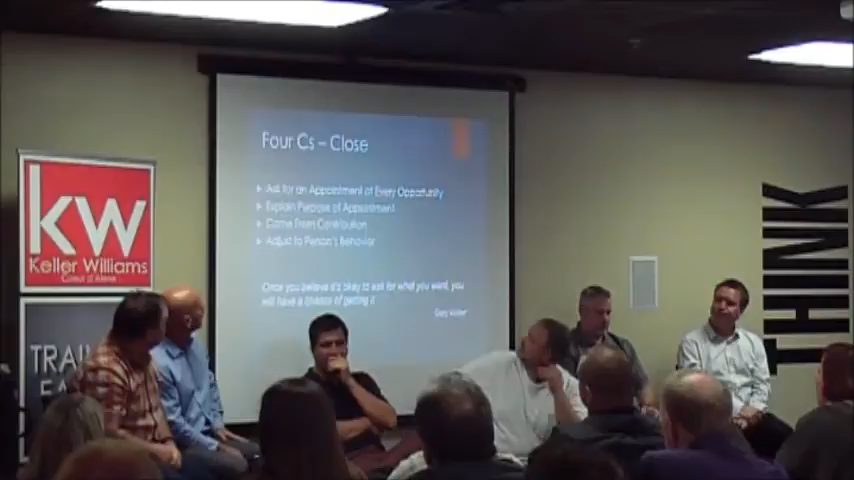 Four Cs – Close
Ask for an Appointment at Every Opportunity
Explain Purpose of Appointment
Come From Contribution
Adjust to Person's Behavior
Once you believe it's okay to ask for what you want, you
will have a chance of getting it
Gary Keller
kw
Keller Williams
THINK